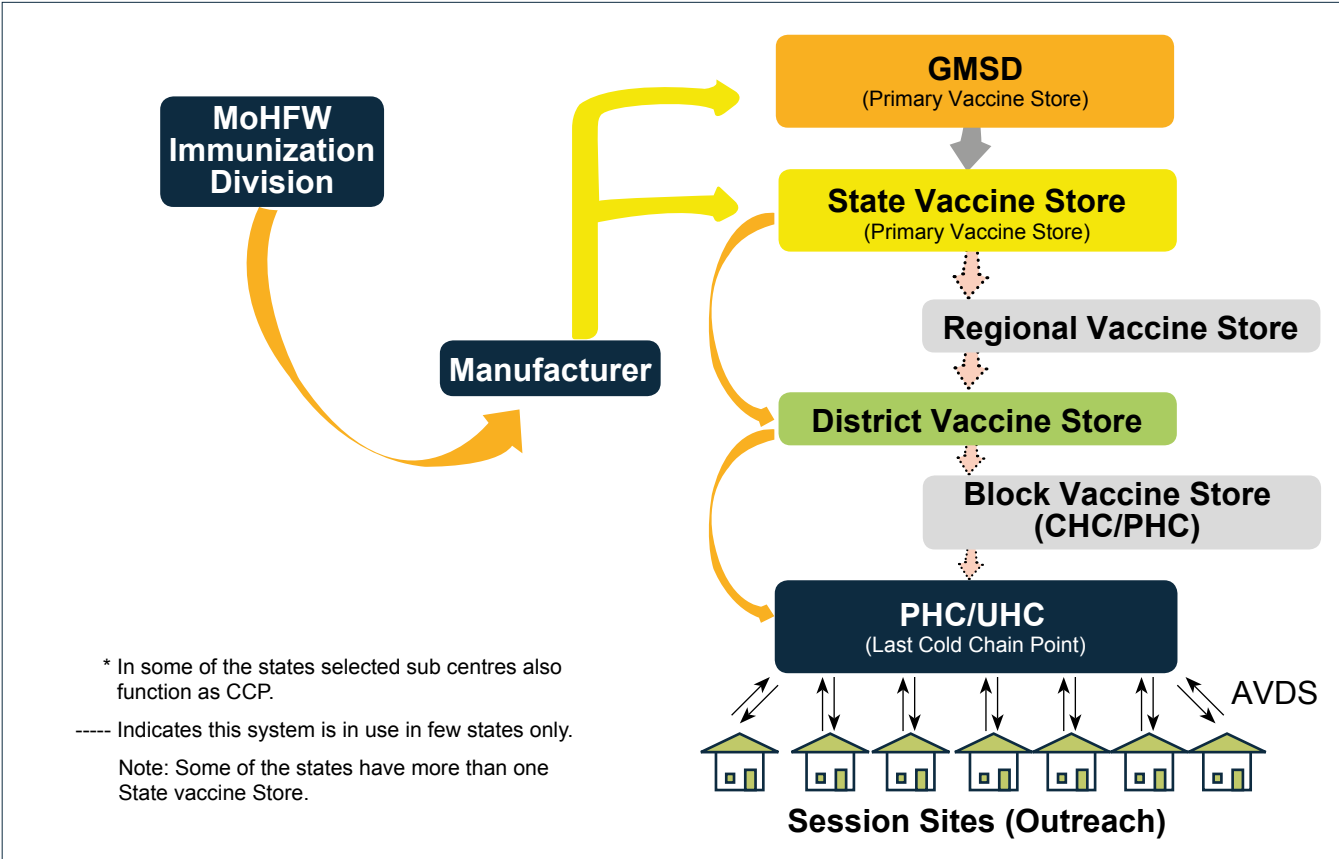 MoHFW
Immunization
Division
Manufacturer
GMSD
(Primary Vaccine Store)
State Vaccine Store
(Primary Vaccine Store)
Regional Vaccine Store
District Vaccine Store
Block Vaccine Store
(CHC/PHC)
PHC/UHC
(Last Cold Chain Point)
AVDS
Session Sites (Outreach)
* In some of the states selected sub centres also
function as CCP.
----- Indicates this system is in use in few states only.
Note: Some of the states have more than one
State vaccine Store.